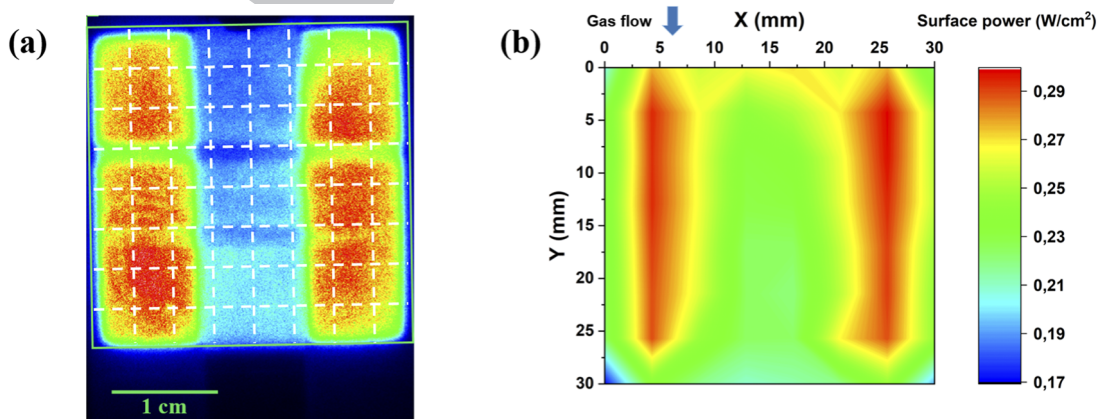 (a)
1 cm
(b)
Gas flow
X (mm)
Surface power (W/cm²)
0 5 10 15 20 25 30
0
5
10
15
20
25
30
Y (mm)
0,29
0,27
0,25
0,23
0,21
0,19
0,17